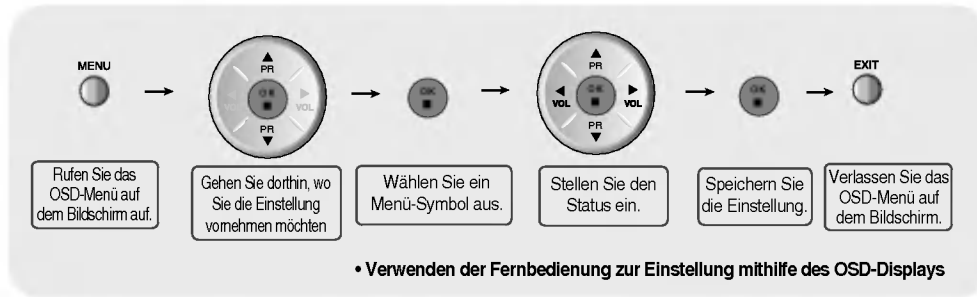 MENU
EXIT
PR
VOL
OK
VOL
PR
OK
PR
VOL
OK
VOL
PR
OK
Rufen Sie das
OSD-Menü auf
dem Bildschirm auf.
Gehen Sie dorthin, wo
Sie die Einstellung
vornehmen möchten
Wählen Sie ein
Menü-Symbol aus.
Stellen Sie den
Status ein.
Speichern Sie
die Einstellung.
Verlassen Sie das
OSD-Menü auf
dem Bildschirm.
• Verwenden der Fernbedienung zur Einstellung mithilfe des OSD-Displays